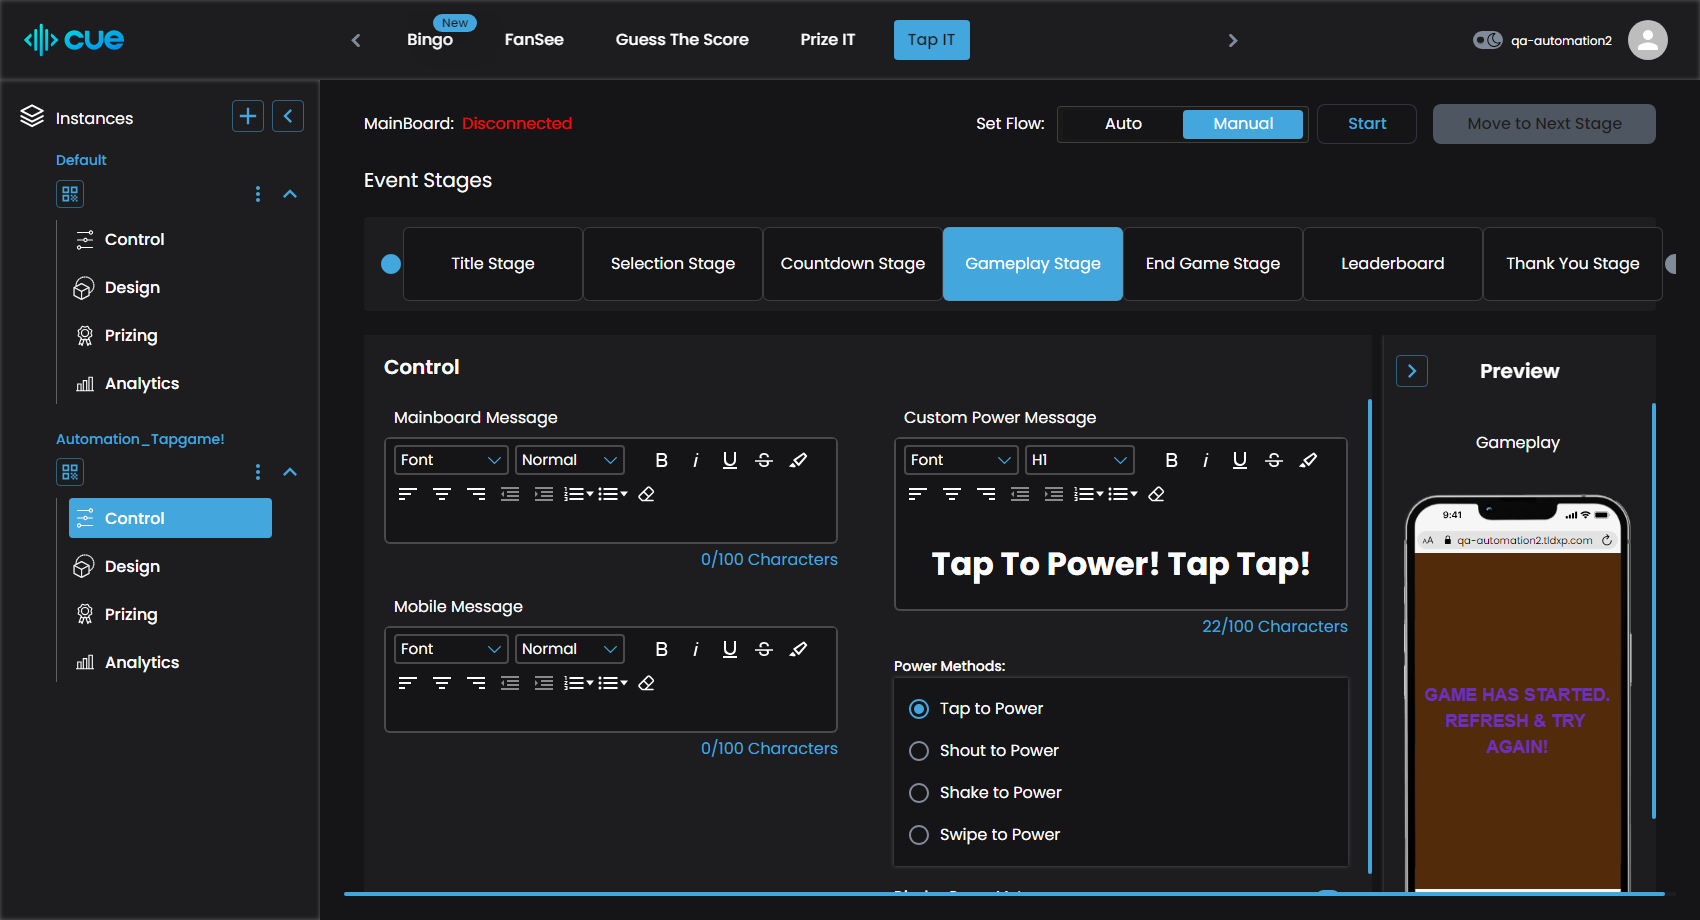 cue
New
Bingo
FanSee
Guess The Score
Prize IT
Tap IT
qa-automation2
Instances
Default
Control
Design
Prizing
Analytics
Automation_Tapgame!
Control
Design
Prizing
Analytics
MainBoard: Disconnected
Set Flow:
Auto
Manual
Start
Move to Next Stage
Event Stages
Title Stage
Selection Stage
Countdown Stage
Gameplay Stage
End Game Stage
Leaderboard
Thank You Stage
Control
Mainboard Message
Font
Normal
B i U S
0/100 Characters
Mobile Message
Font
Normal
B i U S
0/100 Characters
Custom Power Message
Font
H1
B i U S
Tap To Power! Tap Tap!
22/100 Characters
Power Methods:
Tap to Power
Shout to Power
Shake to Power
Swipe to Power
Preview
Gameplay
9:41
AA qa-automation2.tldxp.com
GAME HAS STARTED.
REFRESH & TRY
AGAIN!